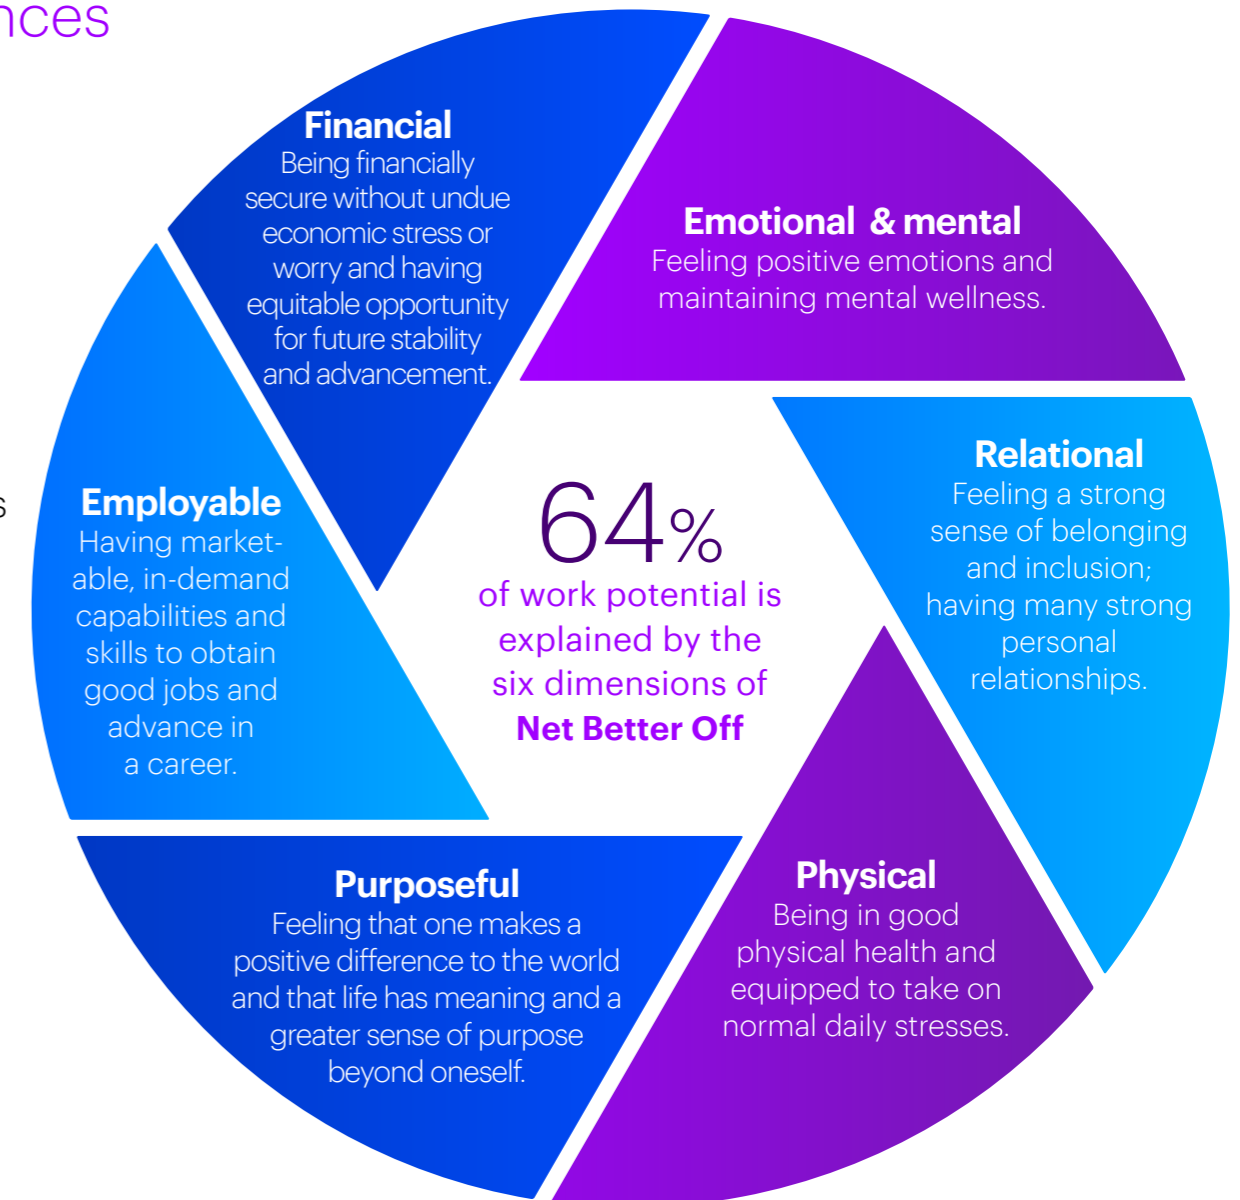 nces
Financial
Being financially
secure without undue
economic stress or
worry and having
equitable opportunity
for future stability
and advancement.
Emotional & mental
Feeling positive emotions and
maintaining mental wellness.
Relational
Feeling a strong
sense of belonging
and inclusion;
having many strong
personal
relationships.
s
Employable
Having market-
able, in-demand
capabilities and
skills to obtain
good jobs and
advance in
a career.
64%
of work potential is
explained by the
six dimensions of
Net Better Off
Physical
Being in good
physical health and
equipped to take on
normal daily stresses.
Purposeful
Feeling that one makes a
positive difference to the world
and that life has meaning and a
greater sense of purpose
beyond oneself.